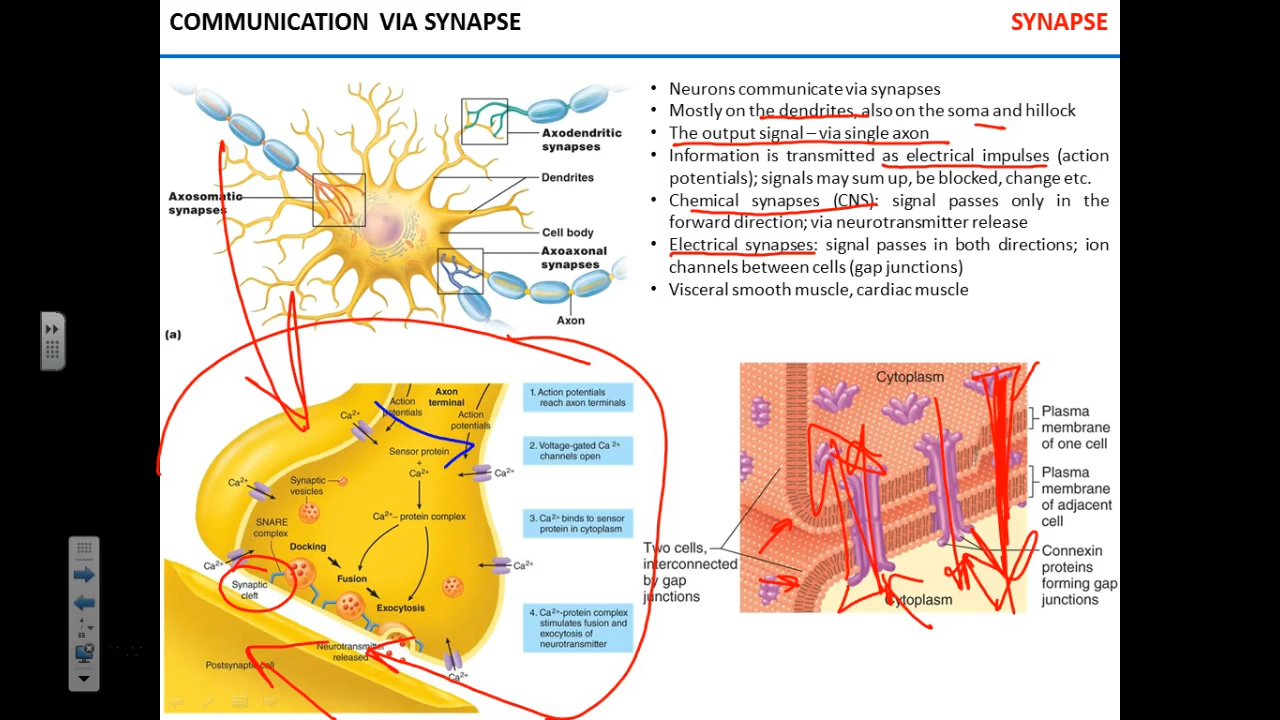 COMMUNICATION VIA SYNAPSE
SYNAPSE
Axodendritic
synapses
Dendrites
Axosomatic
synapses
Cell body
Axoaxonal
synapses
Axon
(a)
• Neurons communicate via synapses
• Mostly on the dendrites, also on the soma and hillock
• The output signal – via single axon
• Information is transmitted as electrical impulses (action
potentials); signals may sum up, be blocked, change etc.
• Chemical synapses (CNS): signal passes only in the
forward direction; via neurotransmitter release
• Electrical synapses: signal passes in both directions; ion
channels between cells (gap junctions)
• Visceral smooth muscle, cardiac muscle
Action
potentials
Axon
terminal
Action
potentials
Ca2+
Sensor protein
+
Ca2+
Ca2+
Ca2+
Synaptic
vesicles
Ca2+– protein complex
SNARE
complex
Docking
Ca2+
Fusion
Ca2+
Synaptic
cleft
Exocytosis
Neurotransmitter
released
Postsynaptic cell
Ca2+
1. Action potentials
reach axon terminals
2. Voltage-gated Ca 2+
channels open
3. Ca2+ binds to sensor
protein in cytoplasm
4. Ca2+-protein complex
stimulates fusion and
exocytosis of
neurotransmitter
Cytoplasm
Plasma
membrane
of one cell
Plasma
membrane
of adjacent
cell
Two cells,
interconnected
by gap
junctions
Connexin
proteins
forming gap
junctions
Cytoplasm
4 /
68